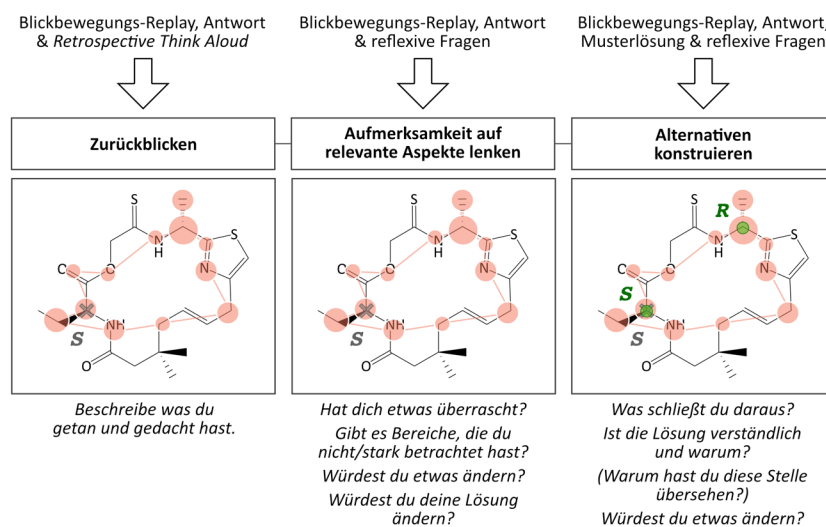 Blickbewegungs-Replay, Antwort
& Retrospective Think Aloud
Blickbewegungs-Replay, Antwort
& reflexive Fragen
Blickbewegungs-Replay, Antwort,
Musterlösung & reflexive Fragen
Zurückblicken
Aufmerksamkeit auf
relevante Aspekte lenken
Alternativen
konstruieren
S
N
H
S
N
O
O
S
NH
O
S
N
H
S
N
O
O
S
NH
O
S
R
N
H
S
N
O
O
S
S
NH
O
Beschreibe was du
getan und gedacht hast.
Hat dich etwas überrascht?
Gibt es Bereiche, die du
nicht/stark betrachtet hast?
Würdest du etwas ändern?
Würdest du deine Lösung
ändern?
Was schließt du daraus?
Ist die Lösung verständlich
und warum?
(Warum hast du diese Stelle
übersehen?)
Würdest du etwas ändern?